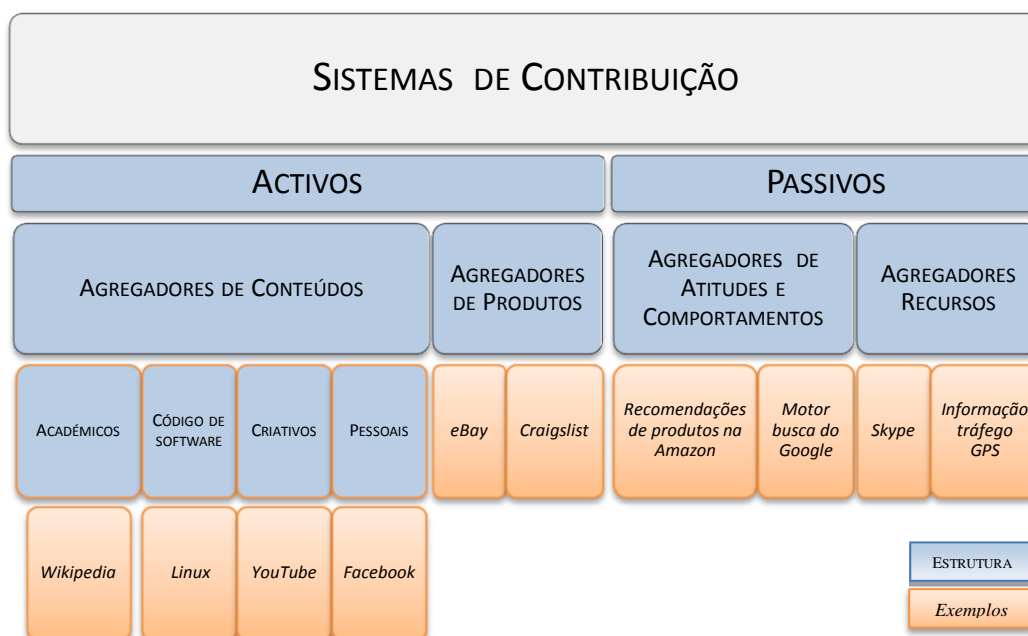 SISTEMAS DE CONTRIBUIÇÃO
ACTIVOS
PASSIVOS
AGREGADORES DE CONTEÚDOS
AGREGADORES
DE PRODUTOS
AGREGADORES DE
ATITUDES E
COMPORTAMENTOS
AGREGADORES
RECURSOS
ACADÉMICOS
CÓDIGO DE
SOFTWARE
CRIATIVOS
PESSOAIS
eBay
Craigslist
Recomendações
de produtos na
Amazon
Motor
busca do
Google
Skype
Informação
tráfego
GPS
Wikipedia
Linux
YouTube
Facebook
ESTRUTURA
Exemplos